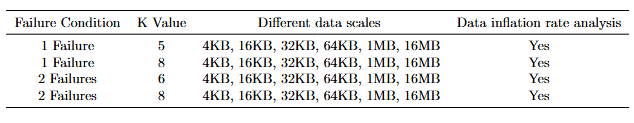 Failure Condition K Value Different data scales Data inflation rate analysis
1 Failure 5 4KB, 16KB, 32KB, 64KB, 1MB, 16MB Yes
1 Failure 8 4KB, 16KB, 32KB, 64KB, 1MB, 16MB Yes
2 Failures 6 4KB, 16KB, 32KB, 64KB, 1MB, 16MB Yes
2 Failures 8 4KB, 16KB, 32KB, 64KB, 1MB, 16MB Yes